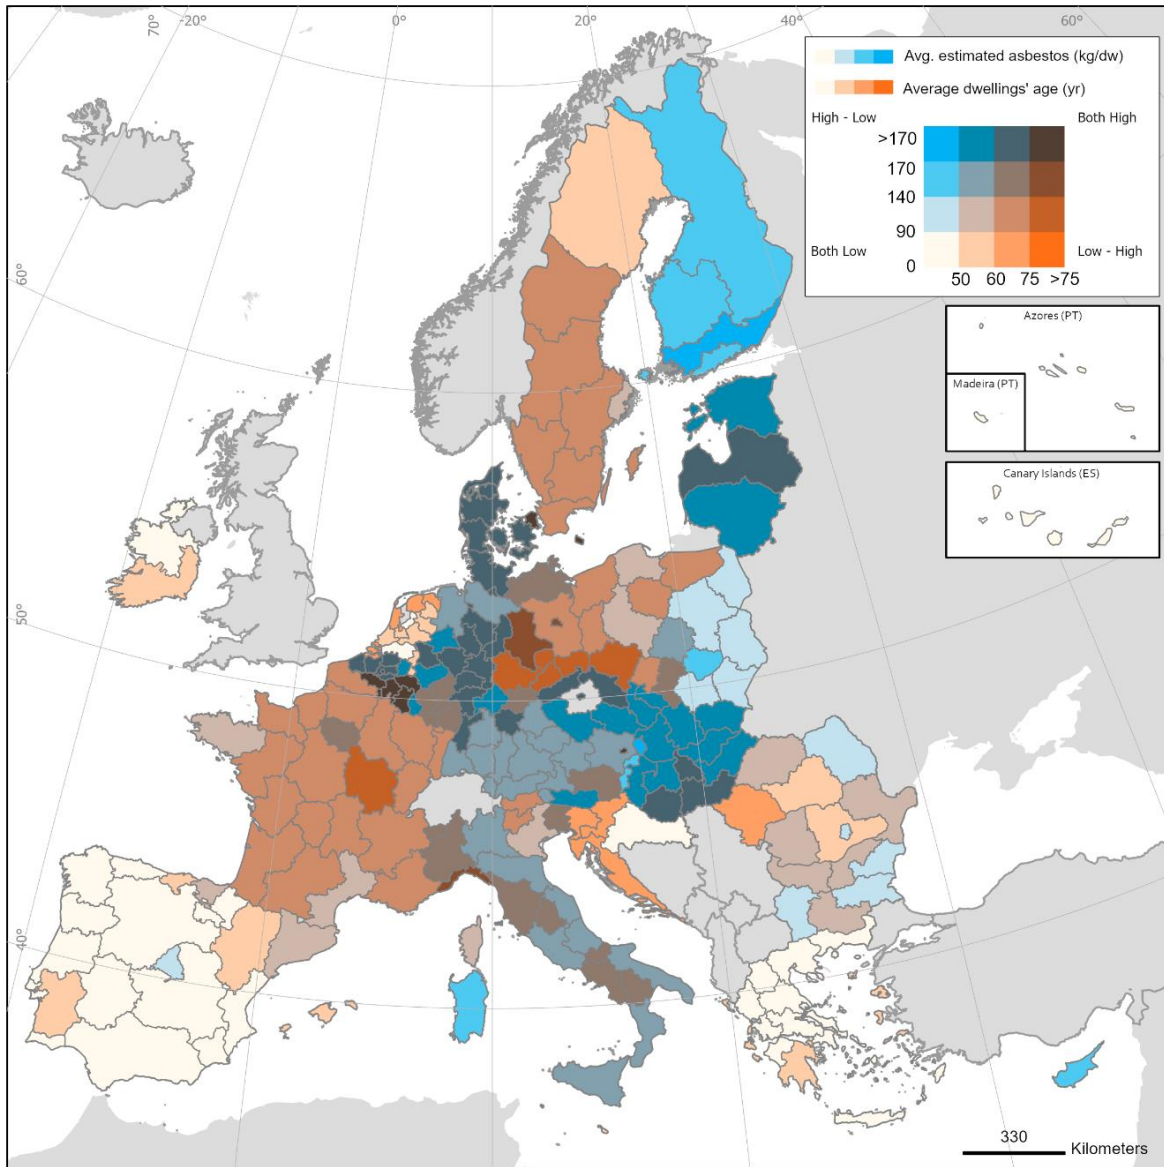 70° -20° 0° 20° 40° 60°
60°
50°
40°
Avg. estimated asbestos (kg/dw)
Average dwellings' age (yr)
High - Low Both High
>170
170
140
90
0
Both Low Low - High
50 60 75 >75
Azores (PT)
Madeira (PT)
Canary Islands (ES)
330
Kilometers